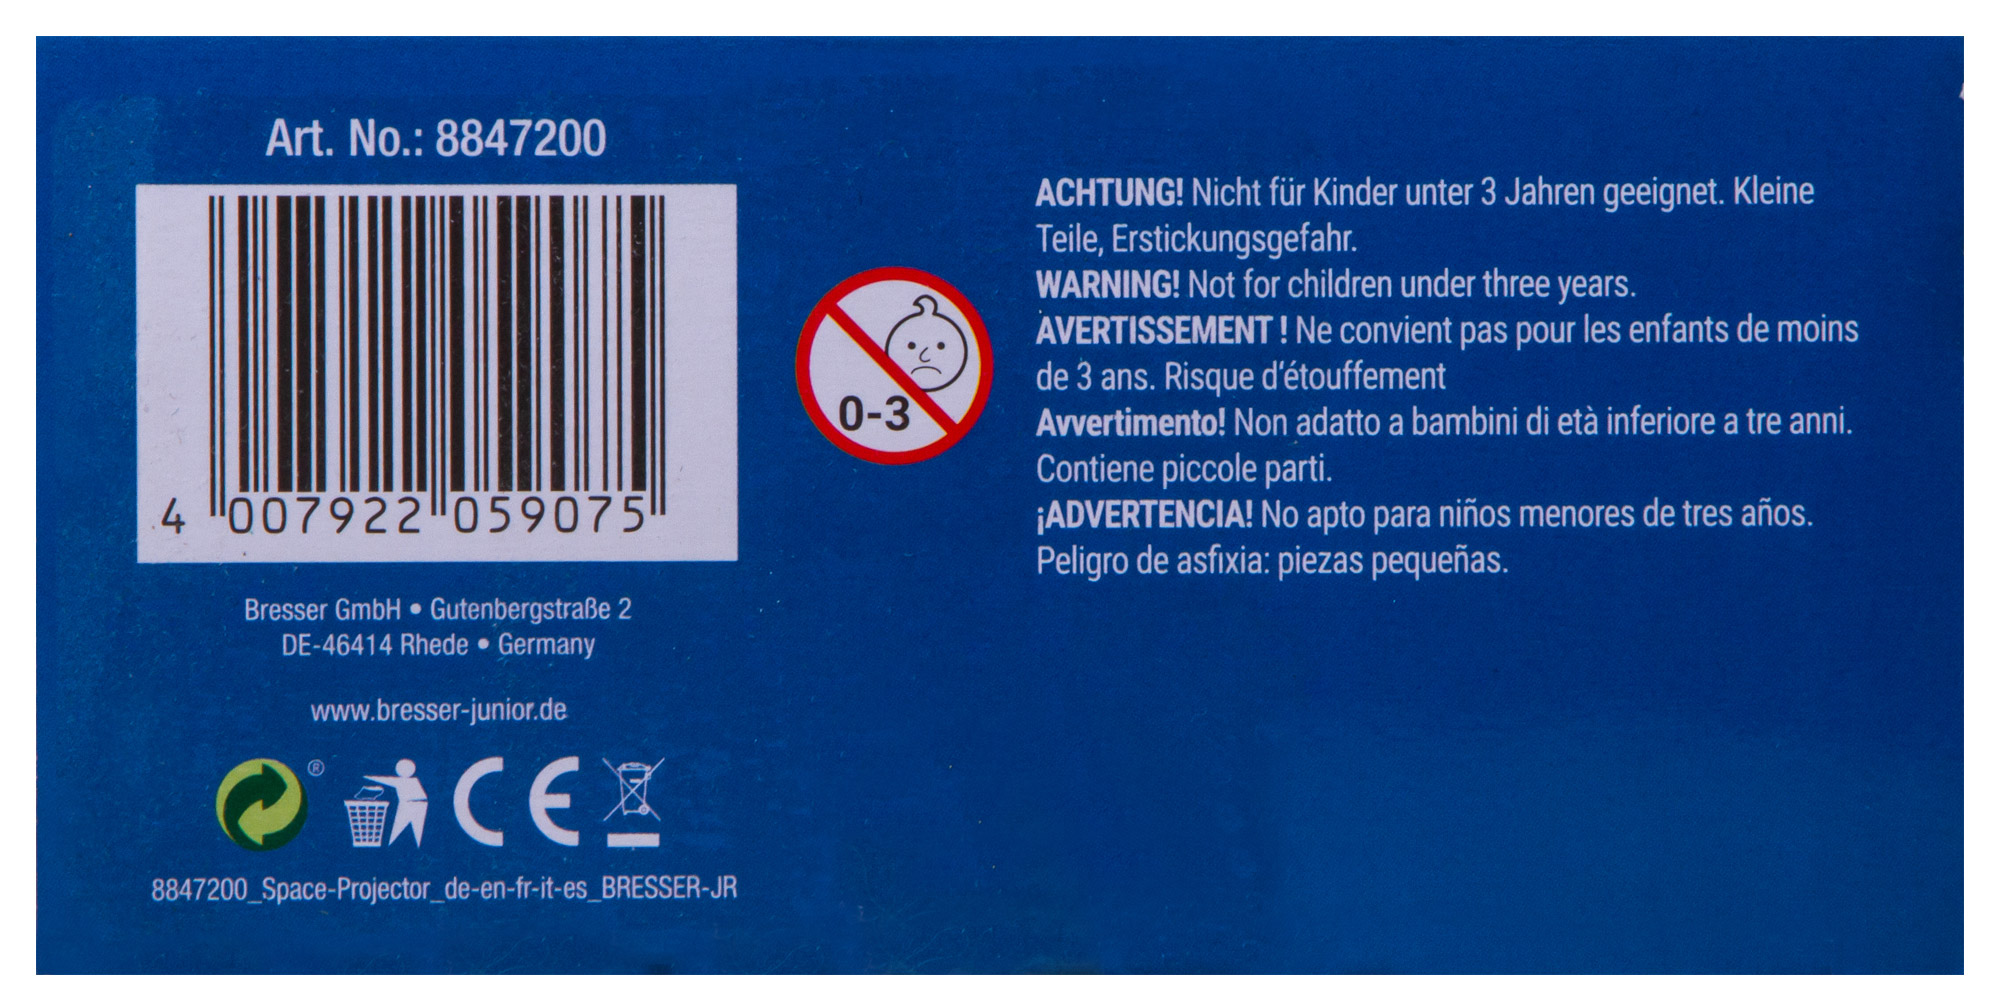 Art. No.: 8847200
4 007922 059075
Bresser GmbH • Gutenbergstraße 2
DE-46414 Rhede • Germany
www.bresser-junior.de
®
CE
8847200_Space-Projector_de-en-fr-it-es_BRESSER-JR
0-3
ACHTUNG! Nicht für Kinder unter 3 Jahren geeignet. Kleine
Teile, Erstickungsgefahr.
WARNING! Not for children under three years.
AVERTISSEMENT ! Ne convient pas pour les enfants de moins
de 3 ans. Risque d'étouffement
Avvertimento! Non adatto a bambini di età inferiore a tre anni.
Contiene piccole parti.
¡ADVERTENCIA! No apto para niños menores de tres años.
Peligro de asfixia: piezas pequeñas.